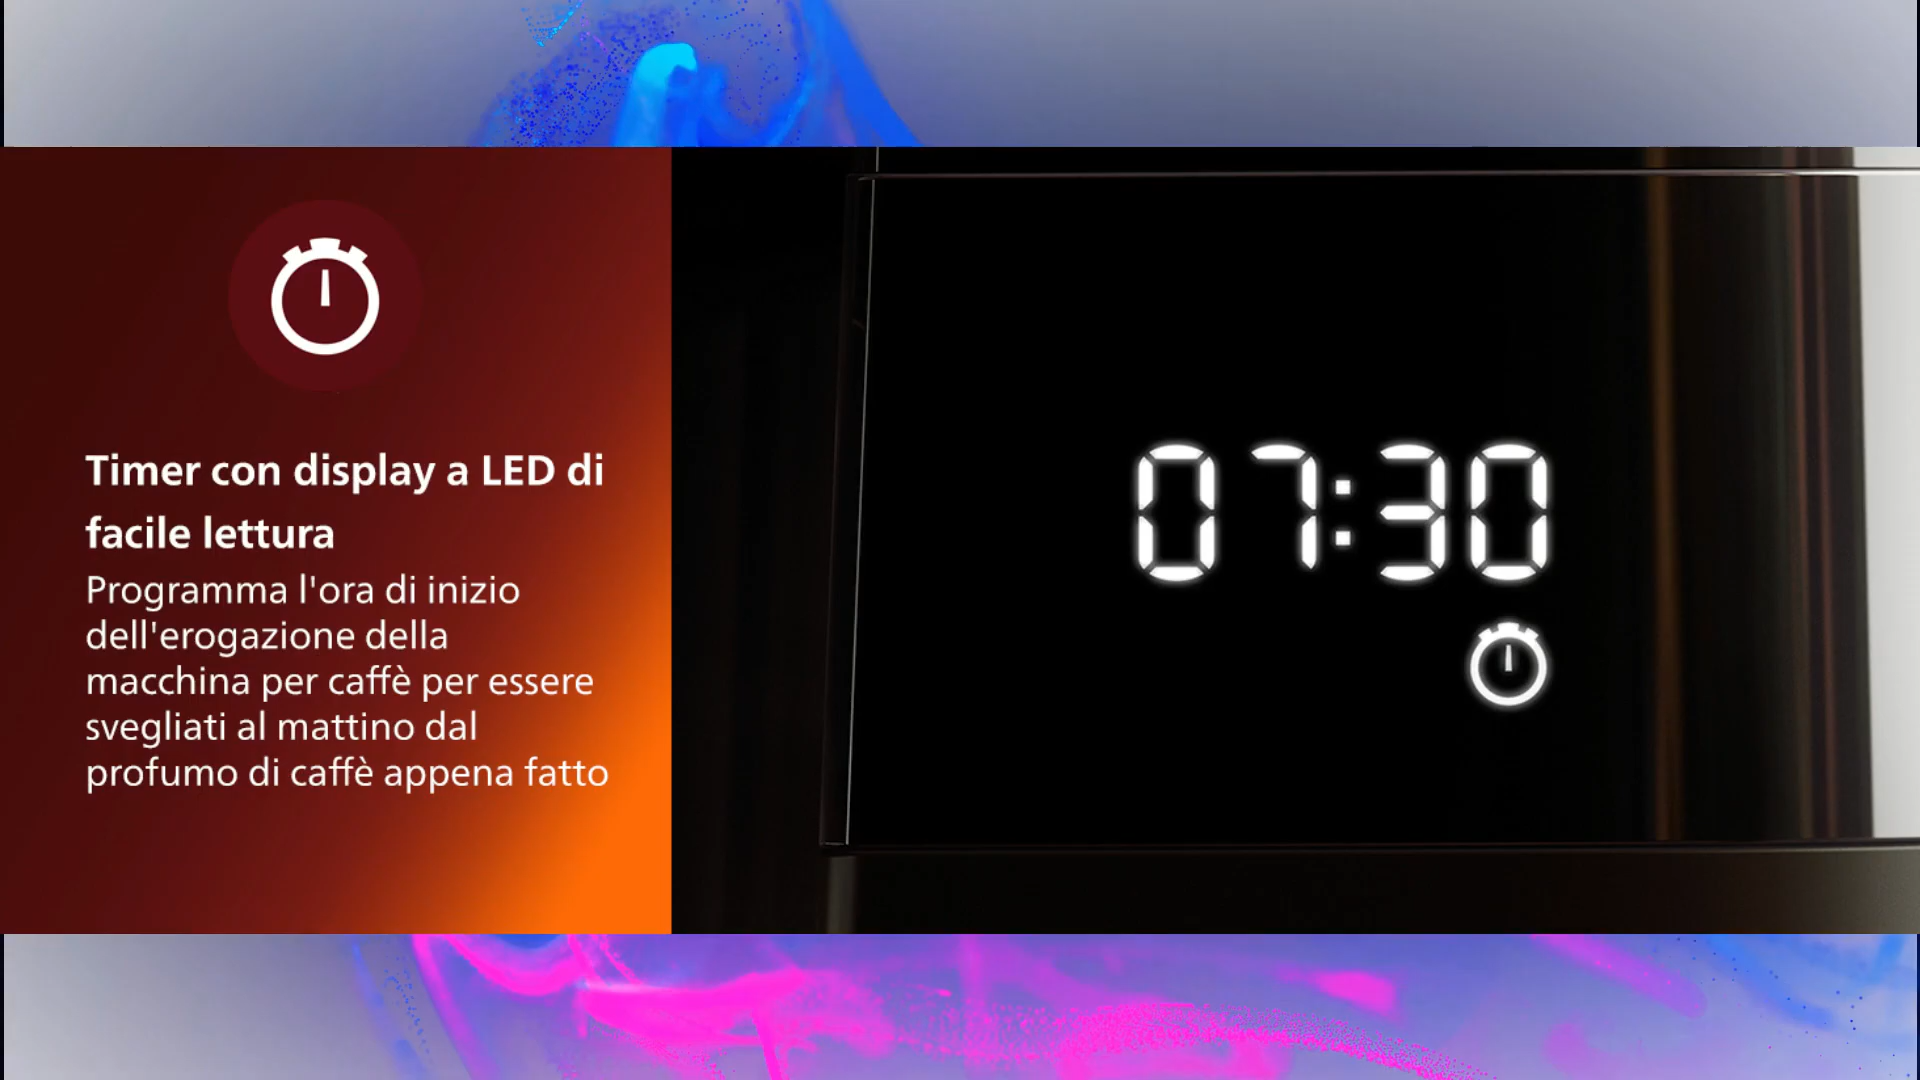 Timer con display a LED di
facile lettura
Programma l'ora di inizio
dell'erogazione della
macchina per caffè per essere
svegliati al mattino dal
profumo di caffè appena fatto
07:30